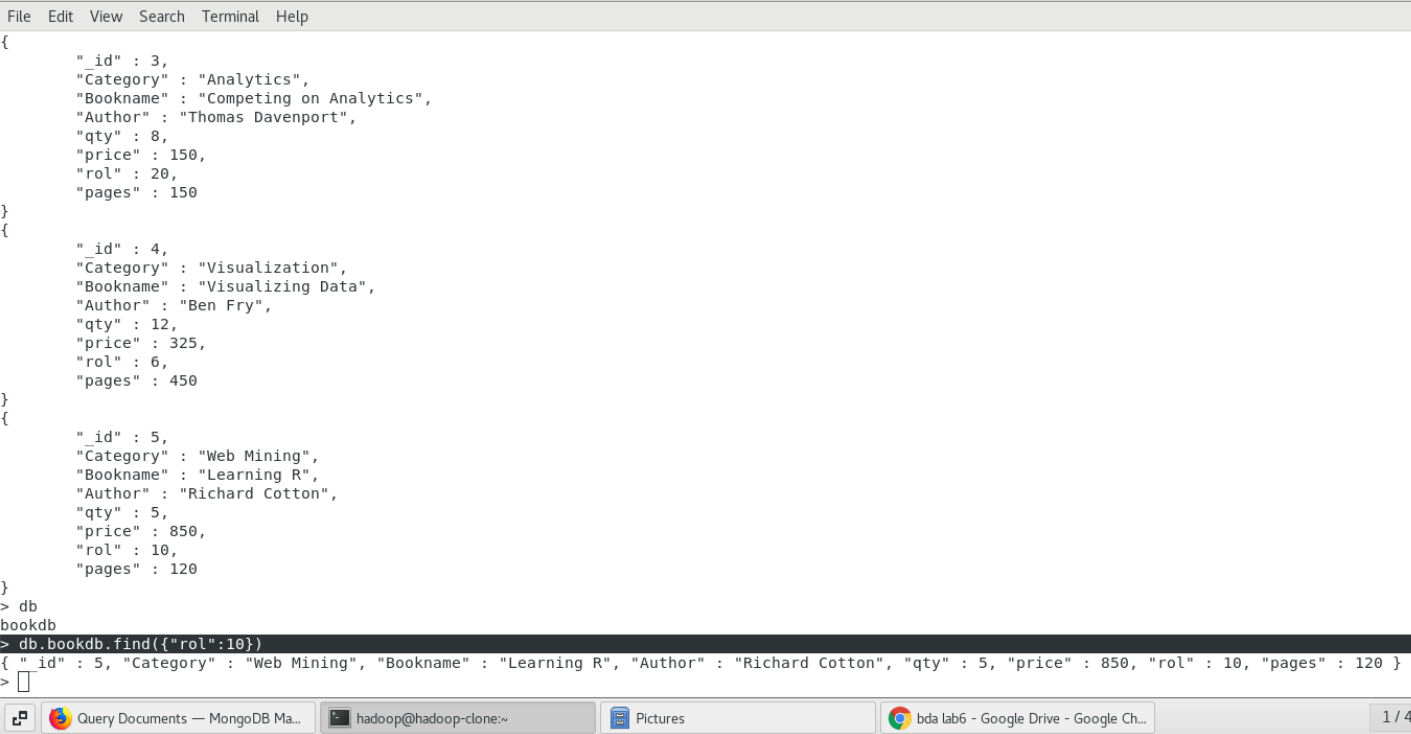 File Edit View Search Terminal Help
{
"_id" : 3,
"Category" : "Analytics",
"Bookname" : "Competing on Analytics",
"Author" : "Thomas Davenport",
"qty" : 8,
"price" : 150,
"rol" : 20,
"pages" : 150
}
{
"_id" : 4,
"Category" : "Visualization",
"Bookname" : "Visualizing Data",
"Author" : "Ben Fry",
"qty" : 12,
"price" : 325,
"rol" : 6,
"pages" : 450
}
{
"_id" : 5,
"Category" : "Web Mining",
"Bookname" : "Learning R",
"Author" : "Richard Cotton",
"qty" : 5,
"price" : 850,
"rol" : 10,
"pages" : 120
}
> db
bookdb
> db.bookdb.find({"rol":10})
{ "_id" : 5, "Category" : "Web Mining", "Bookname" : "Learning R", "Author" : "Richard Cotton", "qty" : 5, "price" : 850, "rol" : 10, "pages" : 120 }
>
Query Documents — MongoDB Ma... hadoop@hadoop-clone:~ Pictures bda lab6 - Google Drive - Google Ch... 1 / 4